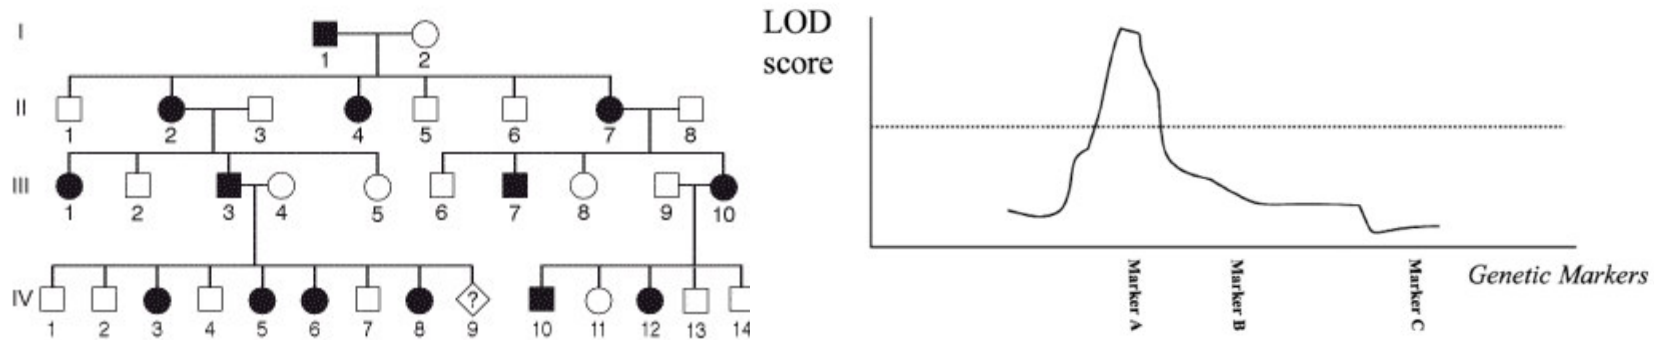 I
1 2
II
1 2 3 4 5 6 7 8
III
1 2 3 4 5 6 7 8 9 10
IV
?
1 2 3 4 5 6 7 8 9 10 11 12 13 14
LOD
score
Marker A
Marker B
Marker C
Genetic Markers